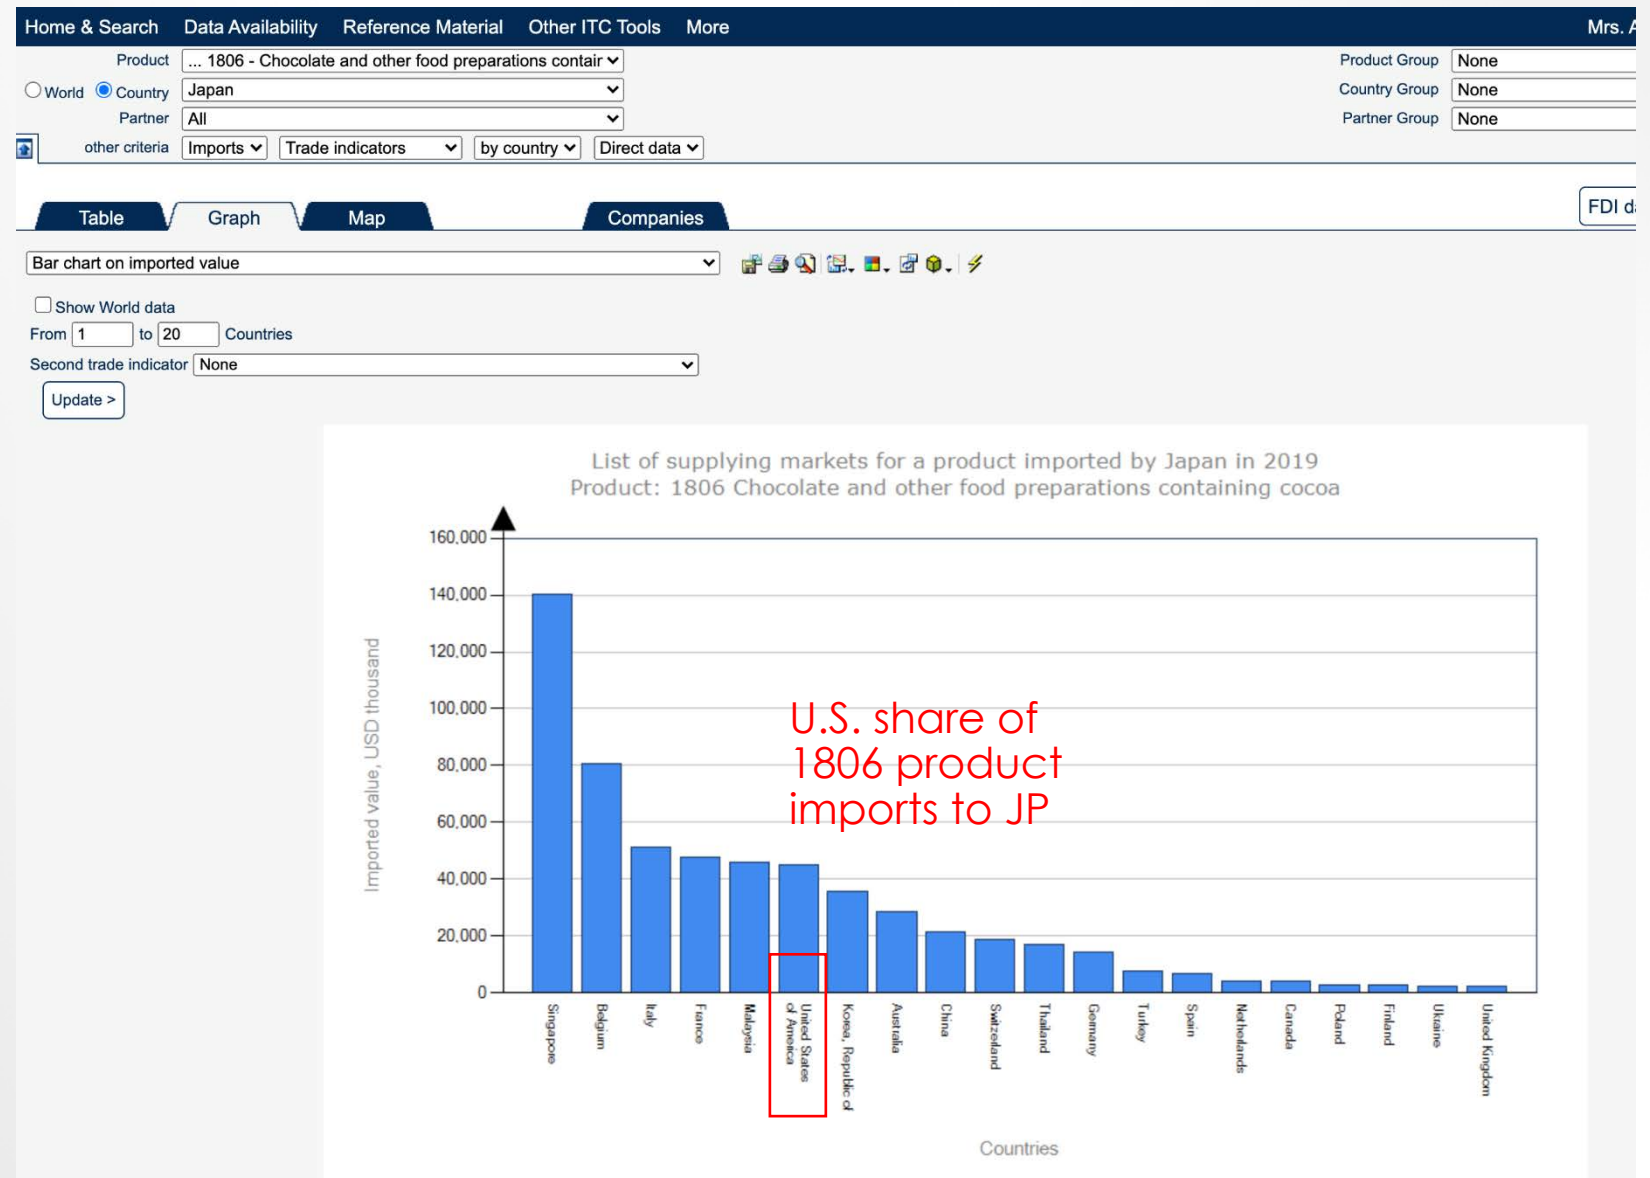 Home & Search Data Availability Reference Material Other ITC Tools More Mrs. A
Product ... 1806 - Chocolate and other food preparations contair Product Group None
World Country Japan Country Group None
Partner All Partner Group None
other criteria Imports Trade indicators by country Direct data
Table Graph Map Companies FDI d
Bar chart on imported value
Show World data
From 1 to 20 Countries
Second trade indicator None
Update >
List of supplying markets for a product imported by Japan in 2019
Product: 1806 Chocolate and other food preparations containing cocoa
160,000
140,000
120,000
100,000
80,000
60,000
40,000
20,000
0
Imported value, USD thousand
U.S. share of
1806 product
imports to JP
Singapore
Belgium
Italy
France
Malaysia
United States
of America
Korea, Republic of
Australia
China
Switzerland
Thailand
Germany
Turkey
Spain
Netherlands
Canada
Poland
Finland
Ukraine
United Kingdom
Countries